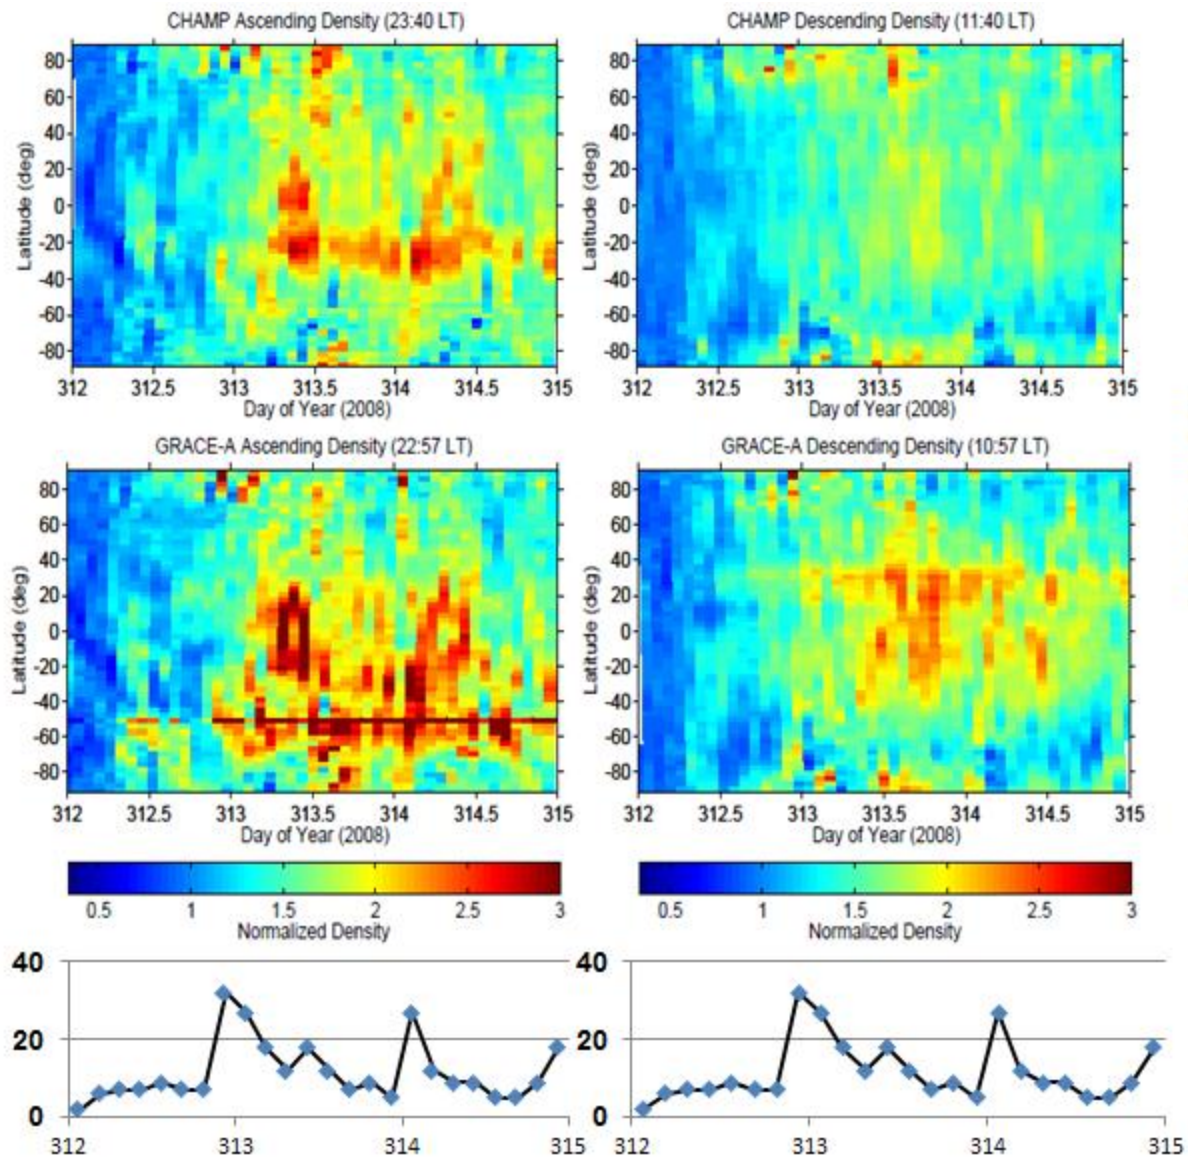 CHAMP Ascending Density (23:40 LT)
CHAMP Descending Density (11:40 LT)
Latitude (deg)
80
60
40
20
0
-20
-40
-60
-80
312 312.5 313 313.5 314 314.5 315
Day of Year (2008)
Latitude (deg)
80
60
40
20
0
-20
-40
-60
-80
312 312.5 313 313.5 314 314.5 315
Day of Year (2008)
GRACE-A Ascending Density (22:57 LT)
GRACE-A Descending Density (10:57 LT)
Latitude (deg)
80
60
40
20
0
-20
-40
-60
-80
312 312.5 313 313.5 314 314.5 315
Day of Year (2008)
Latitude (deg)
80
60
40
20
0
-20
-40
-60
-80
312 312.5 313 313.5 314 314.5 315
Day of Year (2008)
0.5 1 1.5 2 2.5 3
Normalized Density
0.5 1 1.5 2 2.5 3
Normalized Density
40
20
0
312 313 314 315
40
20
0
312 313 314 315